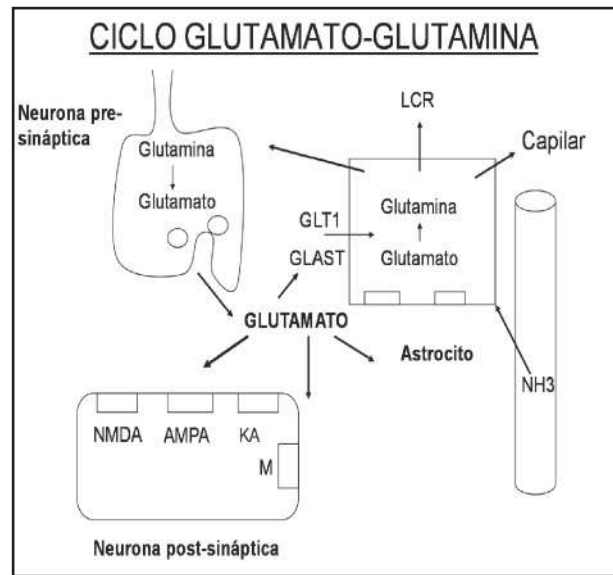 CICLO GLUTAMATO-GLUTAMINA
Neurona pre-
sináptica
Glutamina
Glutamato
LCR
Capilar
GLT1
GLAST
Glutamina
Glutamato
GLUTAMATO
Astrocito
NH3
NMDA
AMPA
KA
M
Neurona post-sináptica